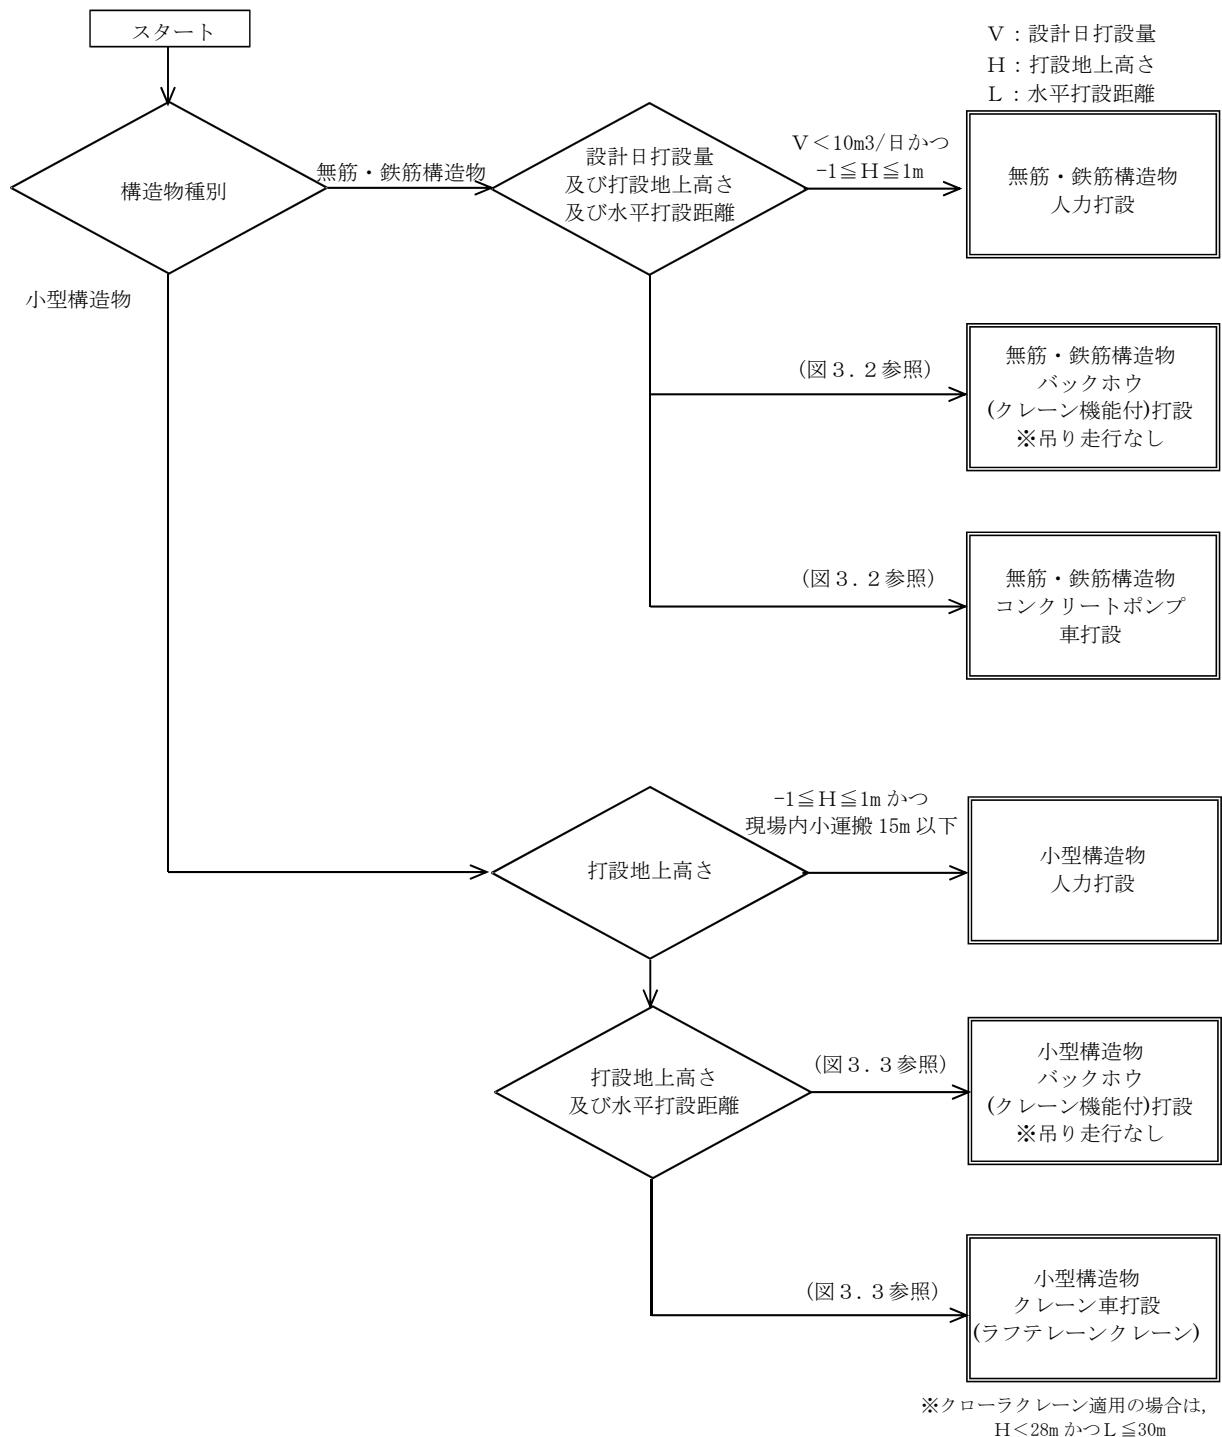 スタート
V：設計日打設量
H：打設地上高さ
L：水平打設距離
構造物種別
無筋・鉄筋構造物
設計日打設量
及び打設地上高さ
及び水平打設距離
V＜10m3/日かつ
-1≦H≦1m
無筋・鉄筋構造物
人力打設
小型構造物
(図３.２参照)
無筋・鉄筋構造物
バックホウ
(クレーン機能付)打設
※吊り走行なし
(図３.２参照)
無筋・鉄筋構造物
コンクリートポンプ
車打設
打設地上高さ
-1≦H≦1m かつ
現場内小運搬 15m 以下
小型構造物
人力打設
打設地上高さ
及び水平打設距離
(図３.３参照)
小型構造物
バックホウ
(クレーン機能付)打設
※吊り走行なし
(図３.３参照)
小型構造物
クレーン車打設
(ラフテレーンクレーン)
※クローラクレーン適用の場合は,
H＜28m かつL≦30m